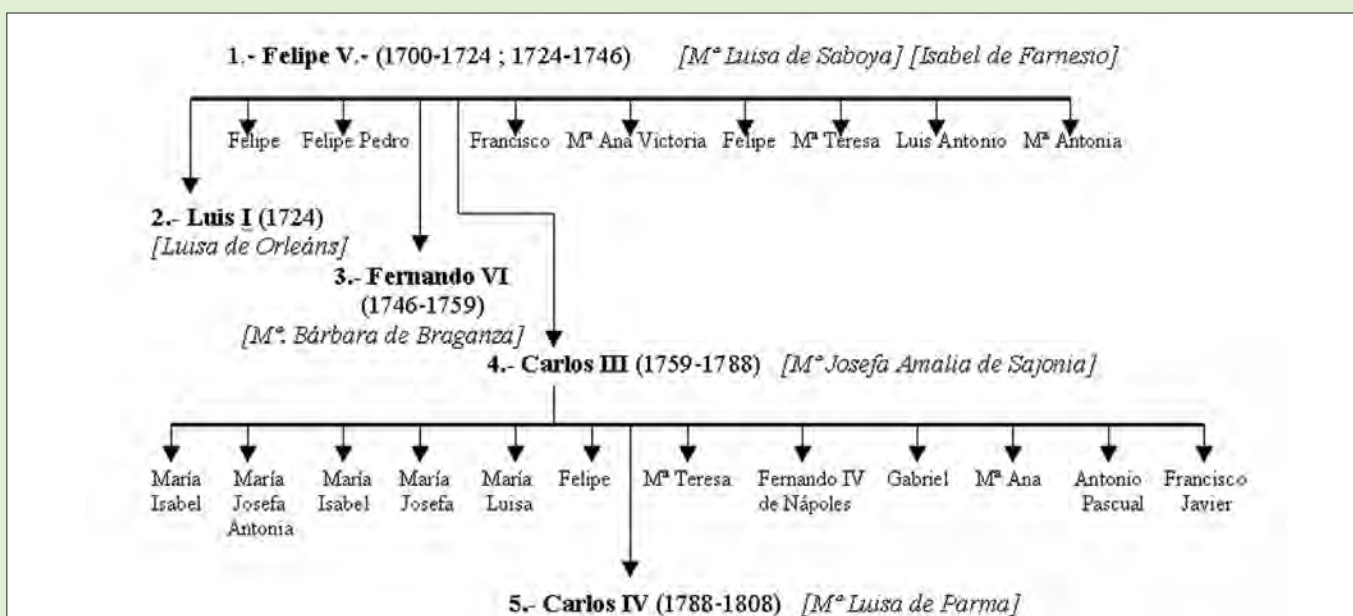 1.- Felipe V.- (1700-1724 ; 1724-1746) [Mª Luisa de Saboya] [Isabel de Farnesio]
Felipe Felipe Pedro Francisco Mª Ana Victoria Felipe Mª Teresa Luis Antonio Mª Antonia
2.- Luis I (1724)
[Luisa de Orleáns]
3.- Fernando VI
(1746-1759)
[Mª. Bárbara de Braganza]
4.- Carlos III (1759-1788) [Mª Josefa Amalia de Sajonia]
María María María María María Felipe Mª Teresa Fernando IV Gabriel Mª Ana Antonio Francisco
Isabel Josefa Isabel Josefa Luisa de Nápoles Pascual Javier
Antonia
5.- Carlos IV (1788-1808) [Mª Luisa de Parma]